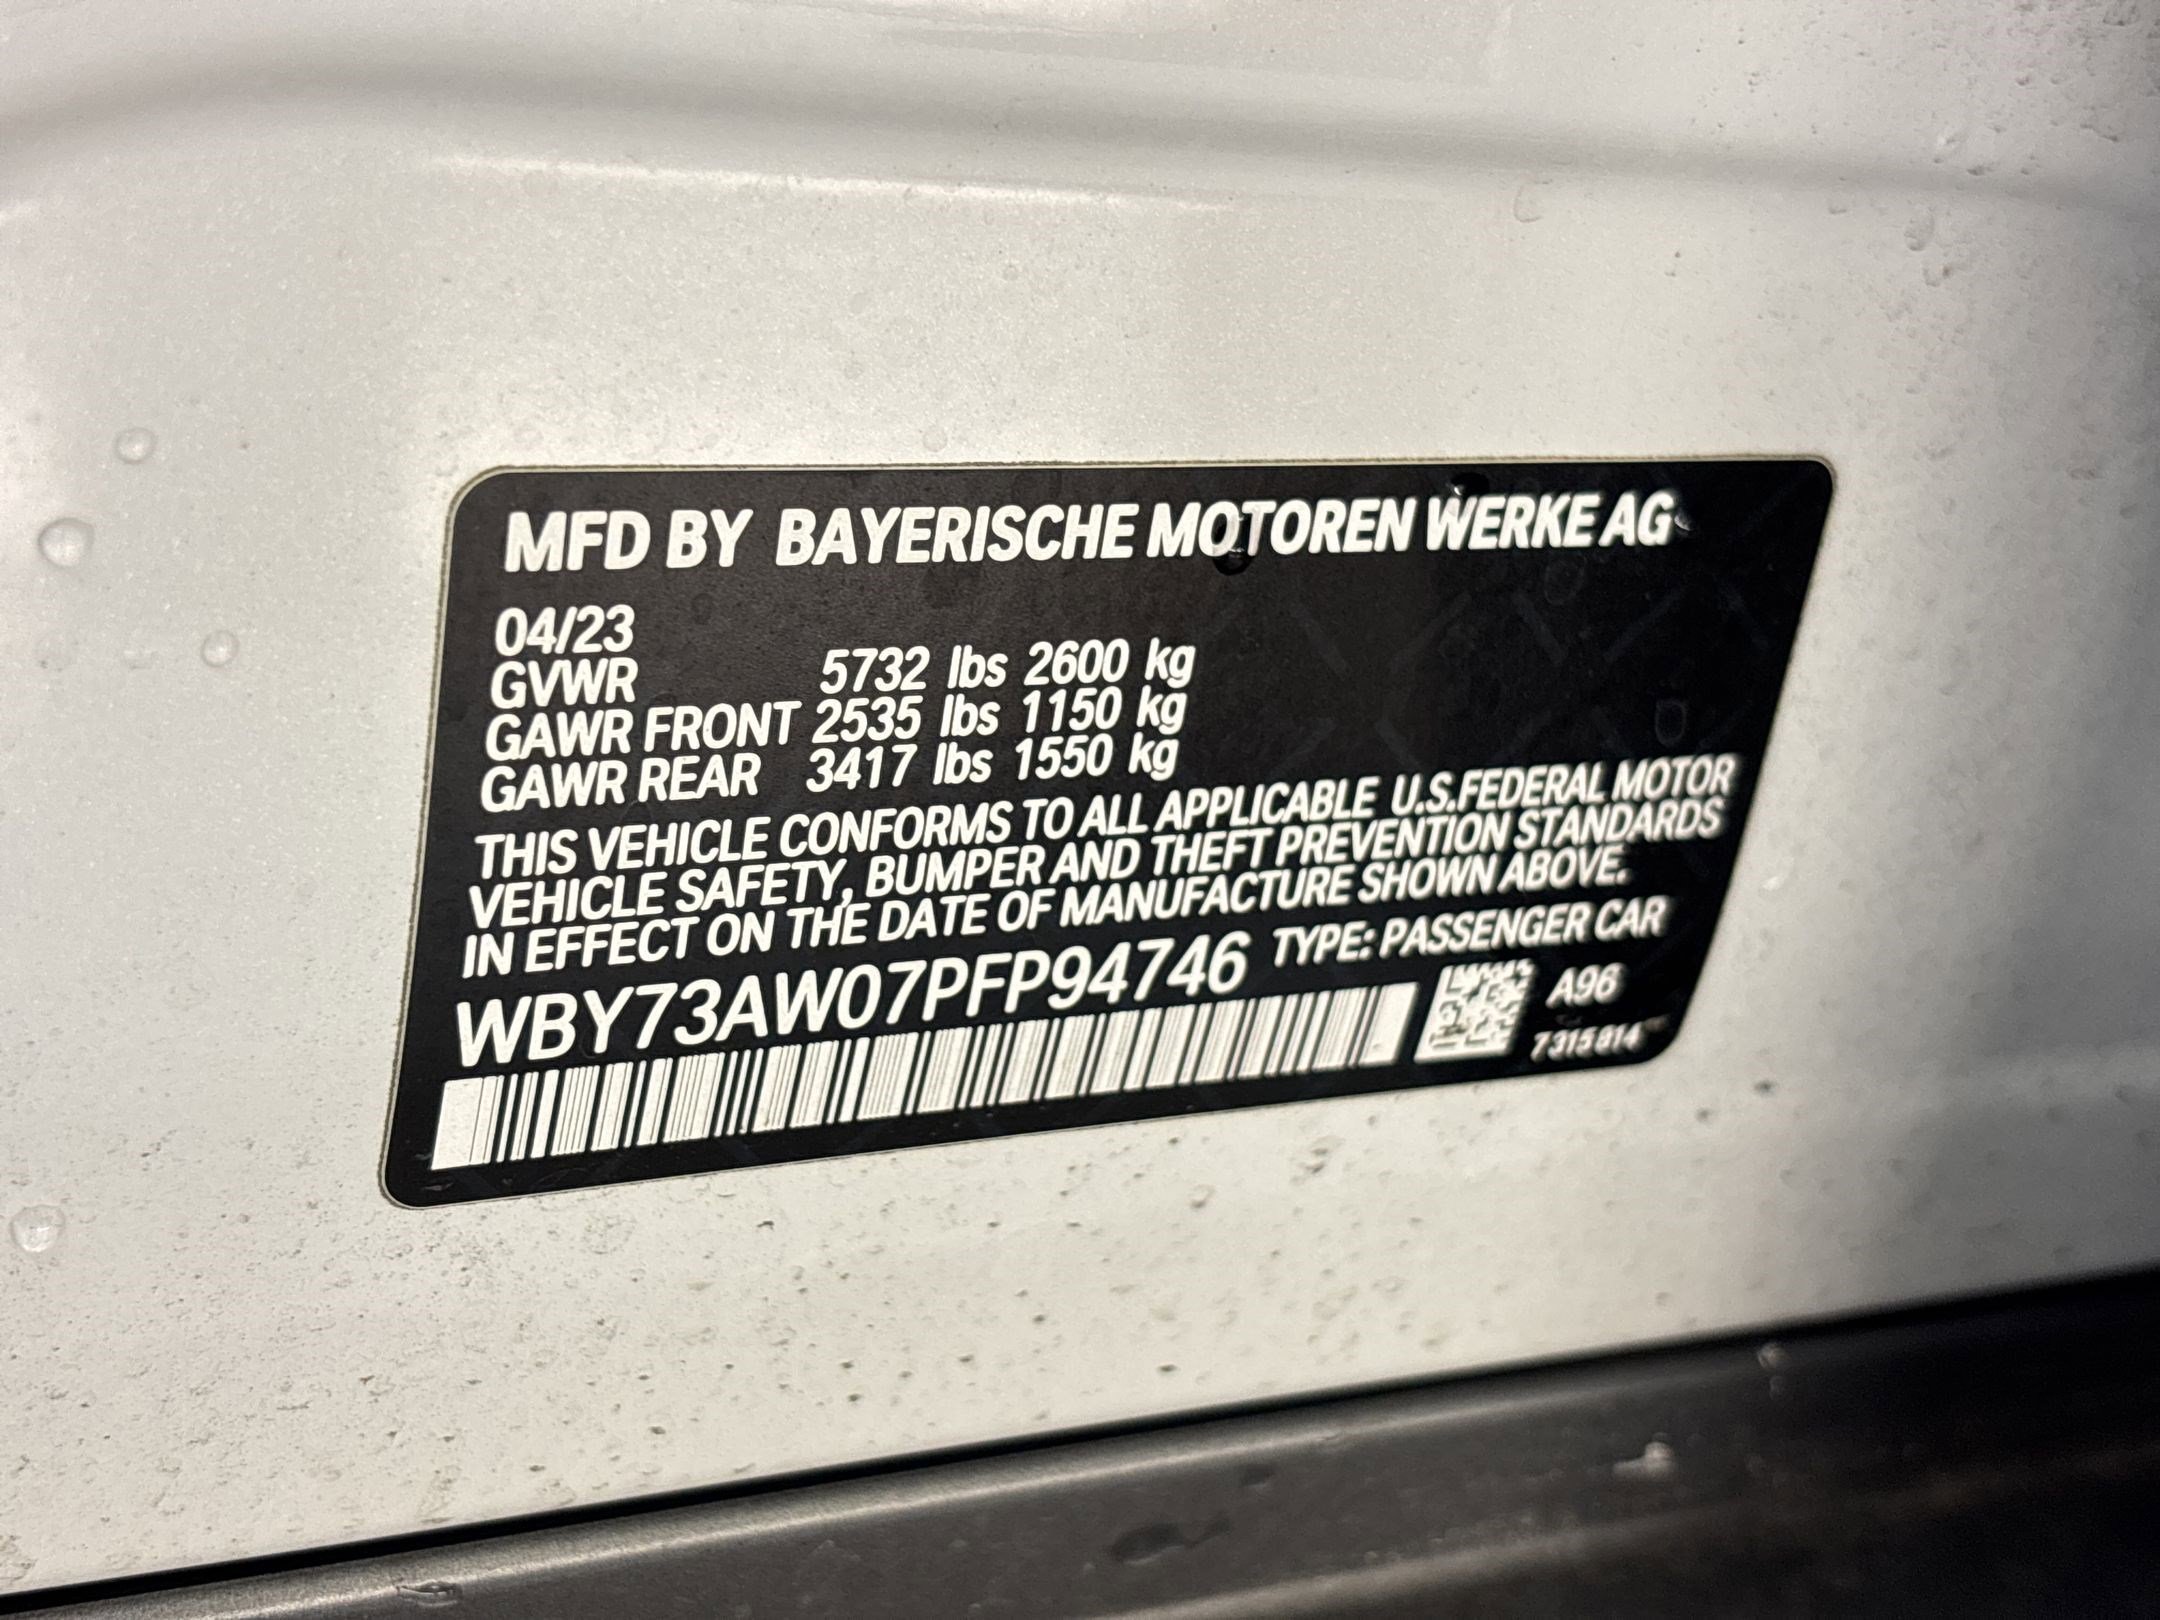 MFD BY BAYERISCHE MOTOREN WERKE AG
04/23
GVWR 5732 lbs 2600 kg
GAWR FRONT 2535 lbs 1150 kg
GAWR REAR 3417 lbs 1550 kg
THIS VEHICLE CONFORMS TO ALL APPLICABLE U.S.FEDERAL MOTOR
VEHICLE SAFETY, BUMPER AND THEFT PREVENTION STANDARDS
IN EFFECT ON THE DATE OF MANUFACTURE SHOWN ABOVE.
WBY73AW07PFP94746 TYPE: PASSENGER CAR
A96
7315814